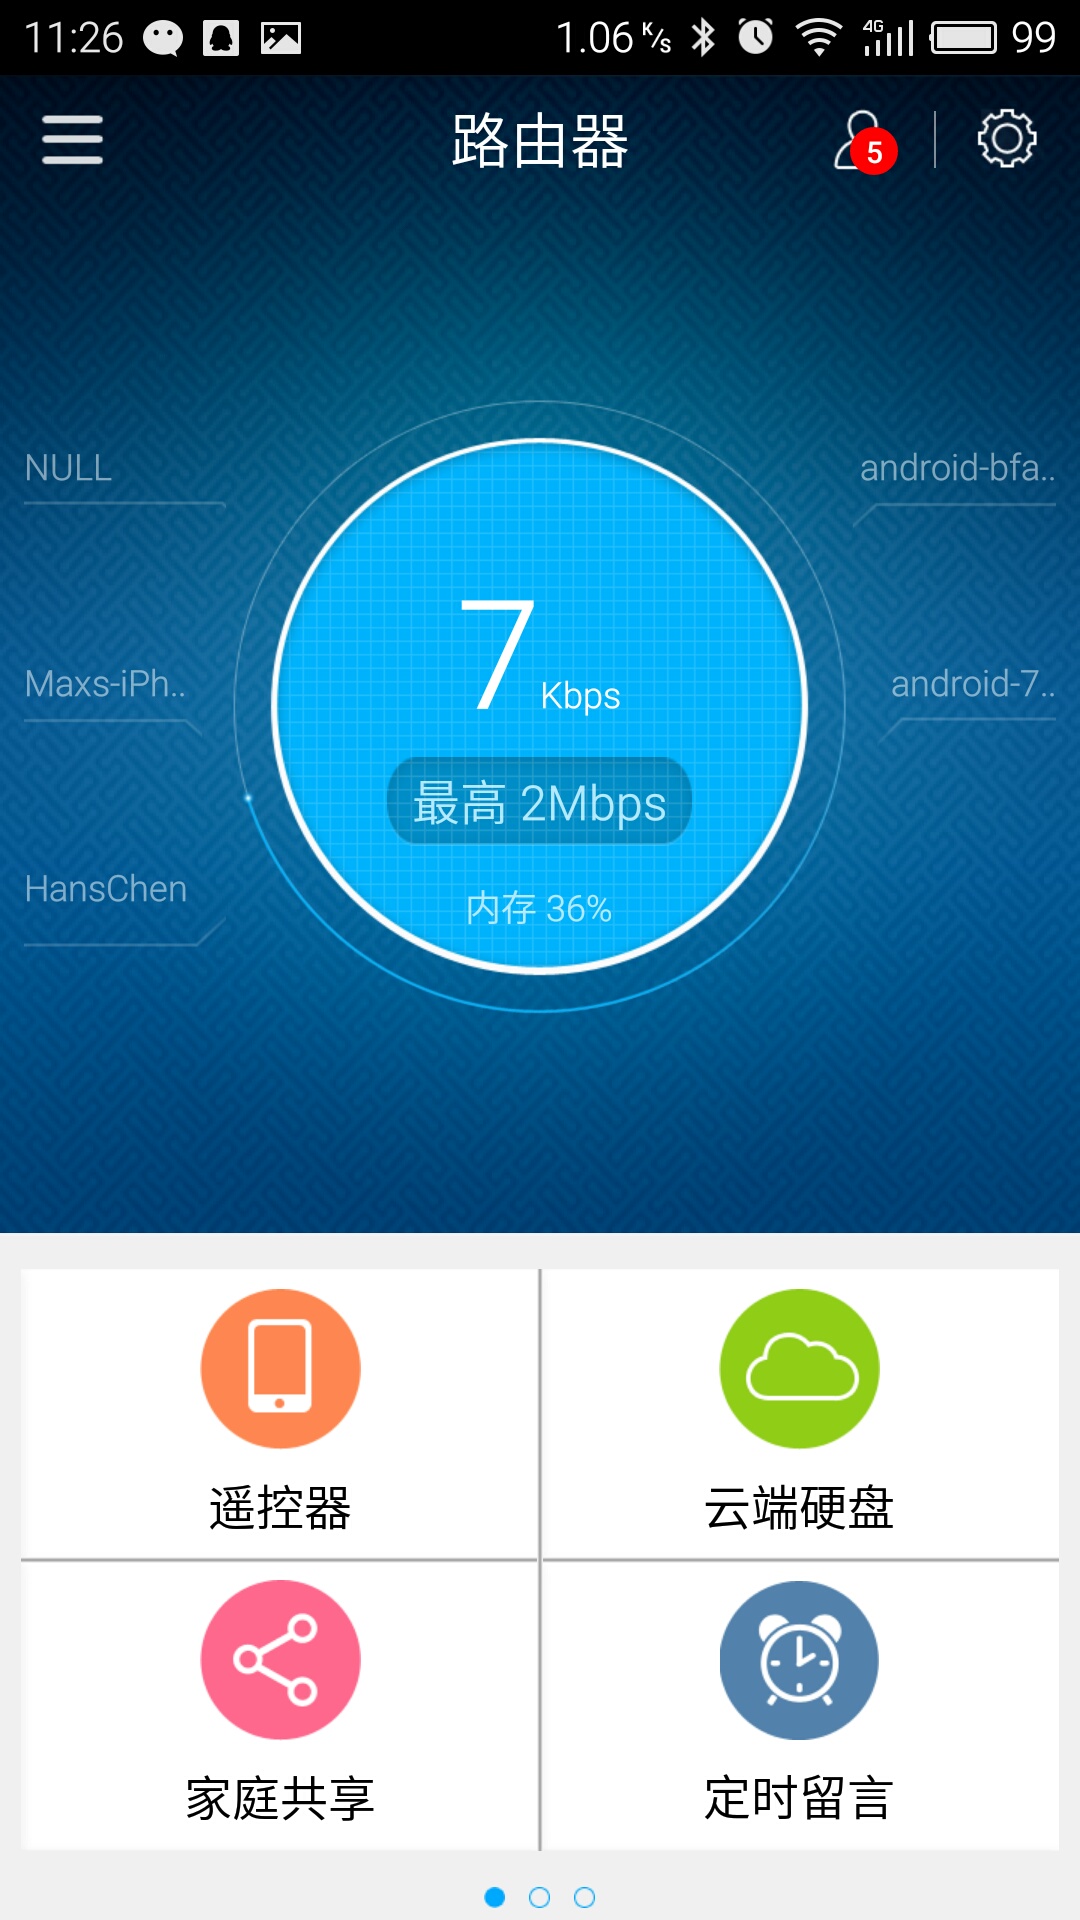 11:26 1.06 K/s 4G 99
路由器 5
NULL android-bfa..
7 Kbps
Maxs-iPh.. android-7..
最高 2Mbps
HansChen
内存 36%
遥控器 云端硬盘
家庭共享 定时留言